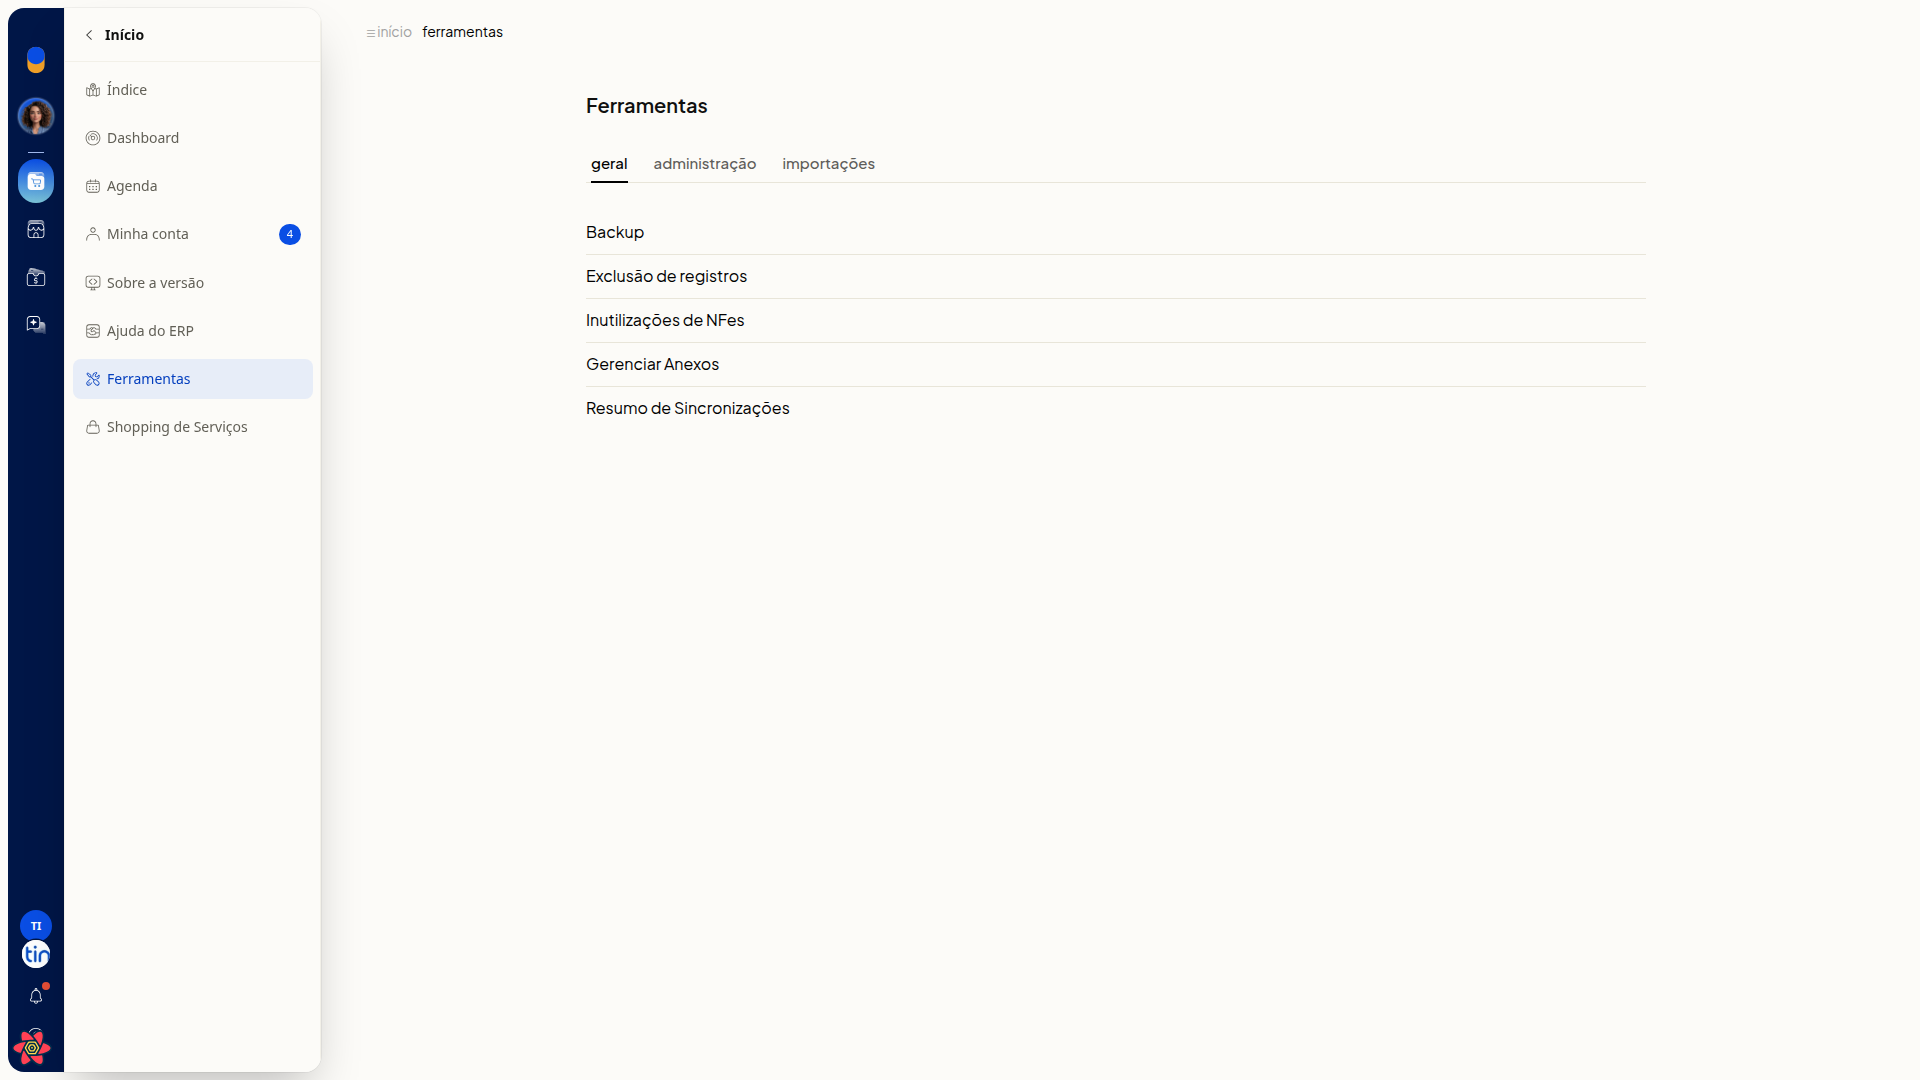 Início
Índice
Dashboard
Agenda
Minha conta
4
Sobre a versão
Ajuda do ERP
Ferramentas
Shopping de Serviços
TI
tin
início
ferramentas
Ferramentas
geral administração importações
Backup
Exclusão de registros
Inutilizações de NFes
Gerenciar Anexos
Resumo de Sincronizações